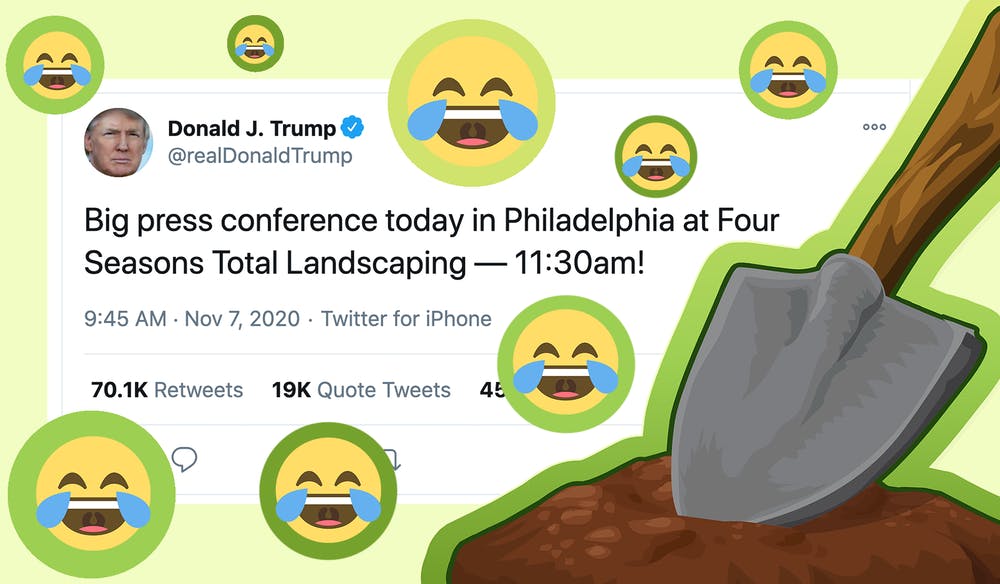 Donald J. Trump
@realDonaldTrump
Big press conference today in Philadelphia at Four
Seasons Total Landscaping — 11:30am!
9:45 AM · Nov 7, 2020 · Twitter for iPhone
70.1K Retweets 19K Quote Tweets 45